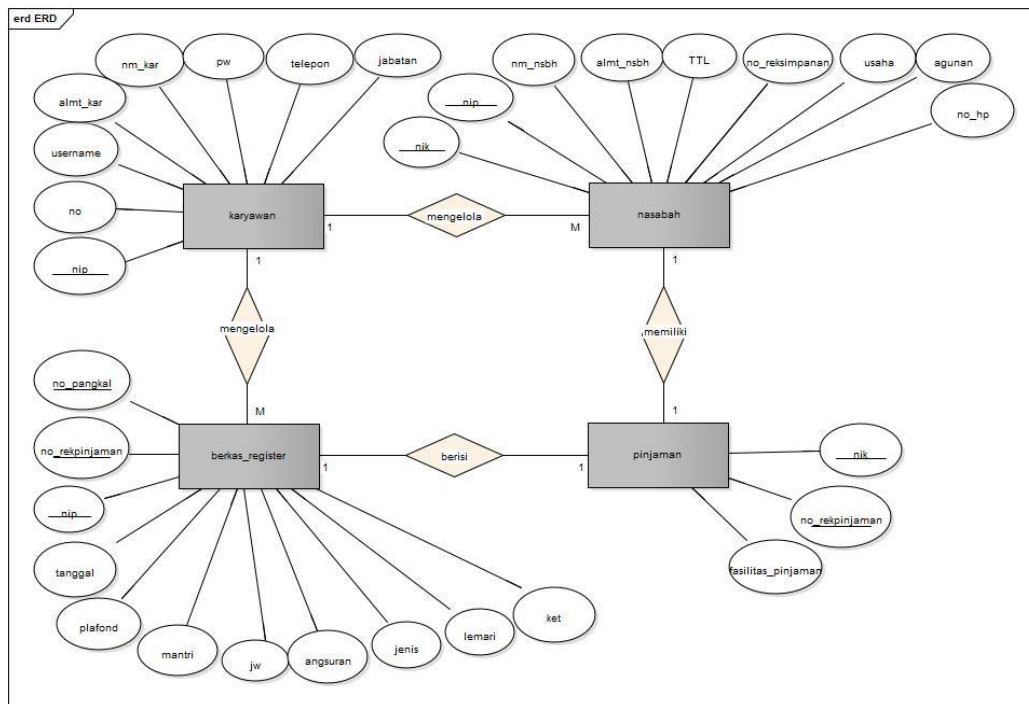 erd ERD
nm_kar
pw
telepon
jabatan
almt_kar
username
no
nip
karyawan
1
mengelola
M
nm_nsbh
almt_nsbh
TTL
no_reksimpanan
usaha
agunan
no_hp
nip
nik
nasabah
1
mengelola
M
1
memiliki
1
no_pangkal
no_rekpinjaman
nip
tanggal
plafond
mantri
jw
angsuran
jenis
lemari
ket
berkas_register
1
berisi
1
pinjaman
nik
no_rekpinjaman
fasilitas_pinjaman